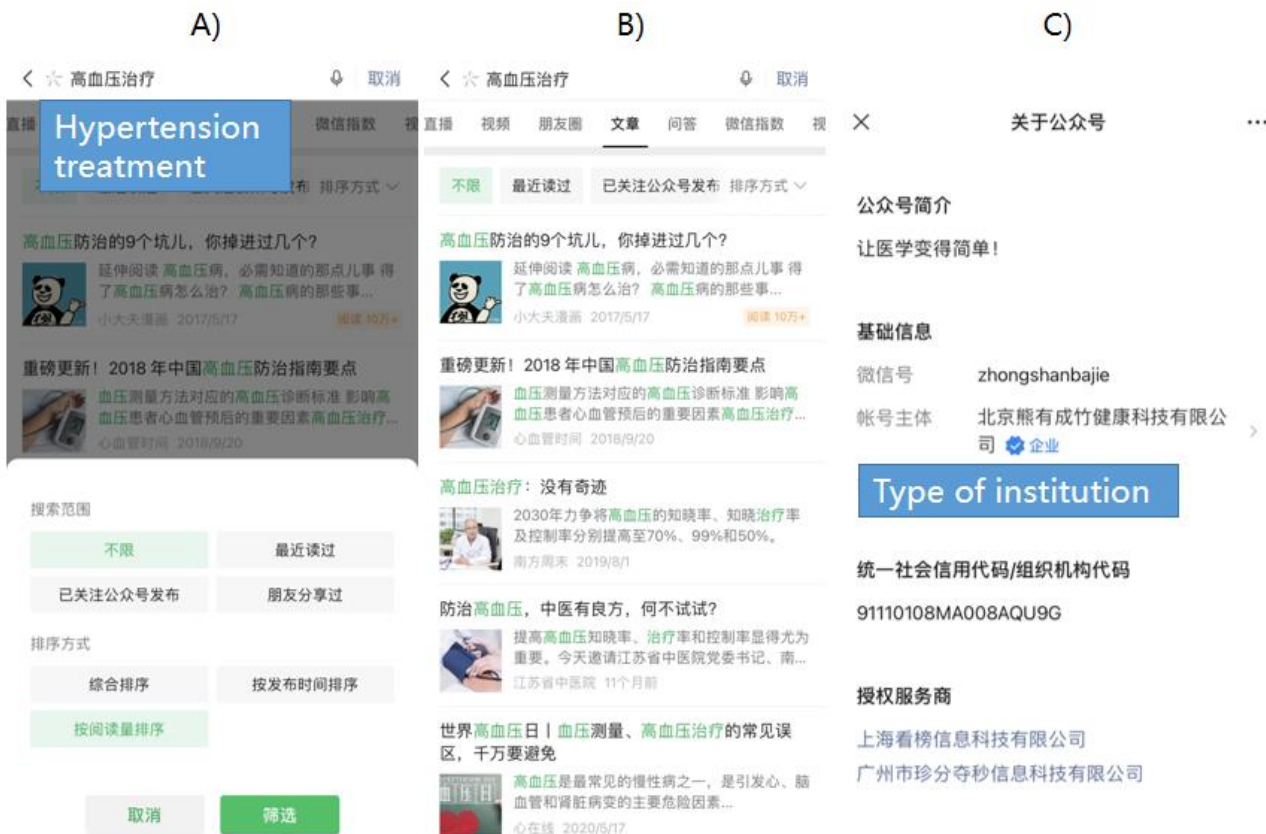 A)
高血压治疗
取消
直播
Hypertension
treatment
微信指数
排序方式
高血压防治的9个坑儿，你掉进过几个?
延伸阅读 高血压病，必需知道的那点儿事 得
了高血压病怎么治? 高血压病的那些事...
小大夫漫画 2017/5/17
阅读 10万+
重磅更新! 2018 年中国高血压防治指南要点
血压测量方法对应的高血压诊断标准 影响高
血压患者心血管预后的重要因素高血压治疗...
心血管时间 2018/9/20
搜索范围
不限
最近读过
已关注公众号发布
朋友分享过
排序方式
综合排序
按发布时间排序
按阅读量排序
取消
筛选
B)
高血压治疗
取消
直播 视频 朋友圈 文章 问答 微信指数 视
不限
最近读过
已关注公众号发布
排序方式
高血压防治的9个坑儿，你掉进过几个?
延伸阅读 高血压病，必需知道的那点儿事 得
了高血压病怎么治? 高血压病的那些事...
小大夫漫画 2017/5/17
阅读 10万+
重磅更新! 2018 年中国高血压防治指南要点
血压测量方法对应的高血压诊断标准 影响高
血压患者心血管预后的重要因素高血压治疗...
心血管时间 2018/9/20
高血压治疗：没有奇迹
2030年力争将高血压的知晓率、知晓治疗率
及控制率分别提高至70%、99%和50%。
南方周末 2019/8/1
防治高血压，中医有良方，何不试试?
提高高血压知晓率、治疗率和控制率显得尤为
重要。今天邀请江苏省中医院党委书记、南...
江苏省中医院 11个月前
世界高血压日丨血压测量、高血压治疗的常见误
区，千万要避免
高血压是最常见的慢性病之一，是引发心、脑
血管和肾脏病变的主要危险因素...
心在线 2020/5/17
C)
关于公众号
公众号简介
让医学变得简单!
基础信息
微信号 zhongshanbajie
帐号主体 北京熊有成竹健康科技有限公
司 企业
Type of institution
统一社会信用代码/组织机构代码
91110108MA008AQU9G
授权服务商
上海看榜信息科技有限公司
广州市珍分夺秒信息科技有限公司